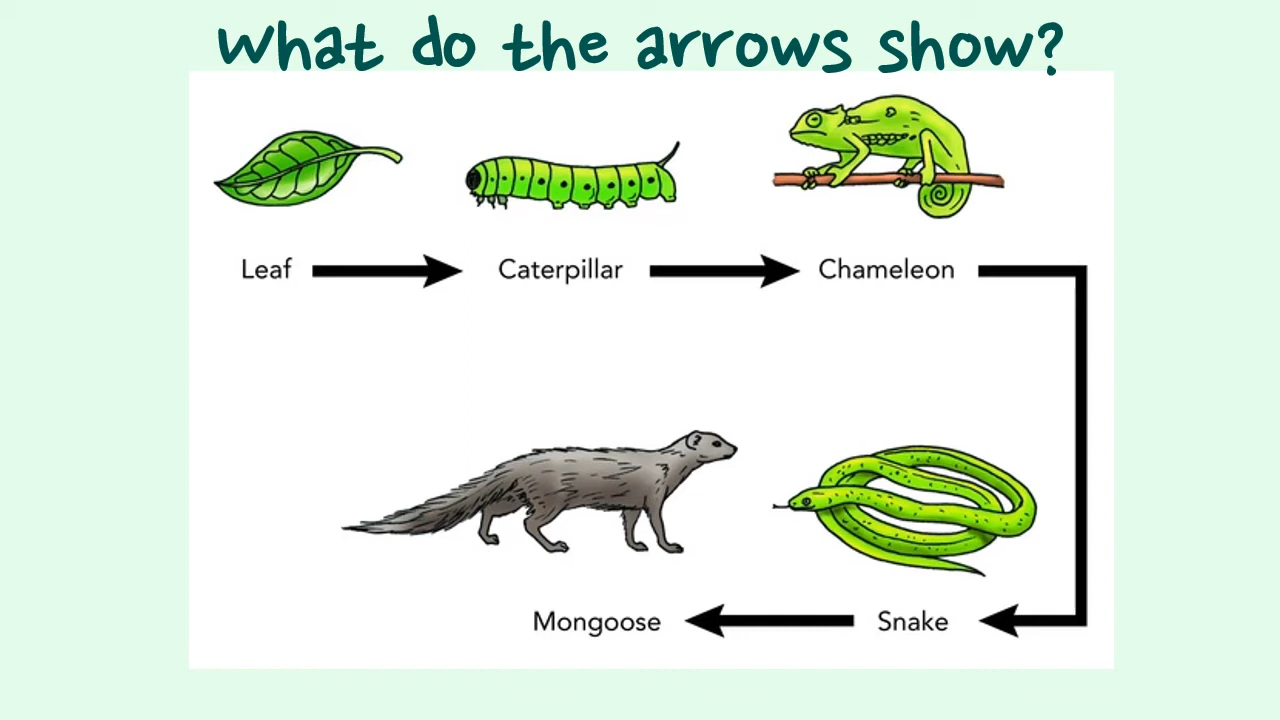 What do the arrows show?
Leaf
Caterpillar
Chameleon
Mongoose
Snake